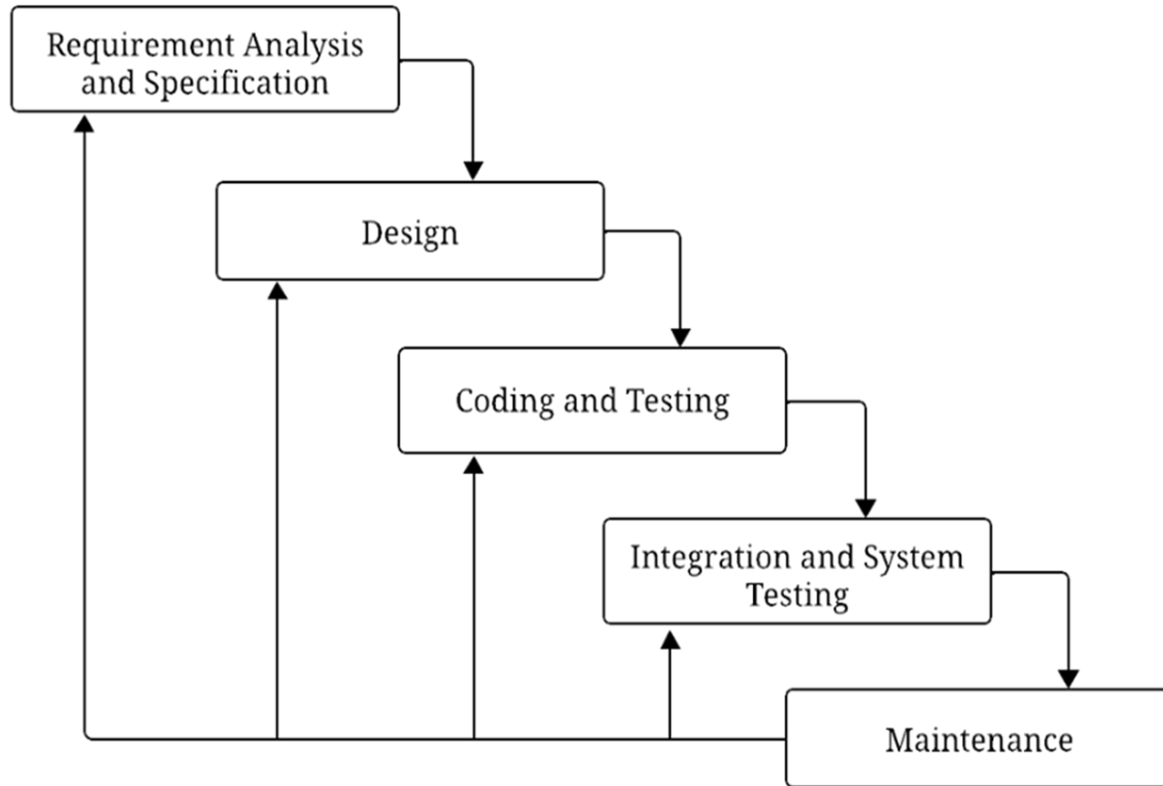 Requirement Analysis
and Specification
Design
Coding and Testing
Integration and System
Testing
Maintenance